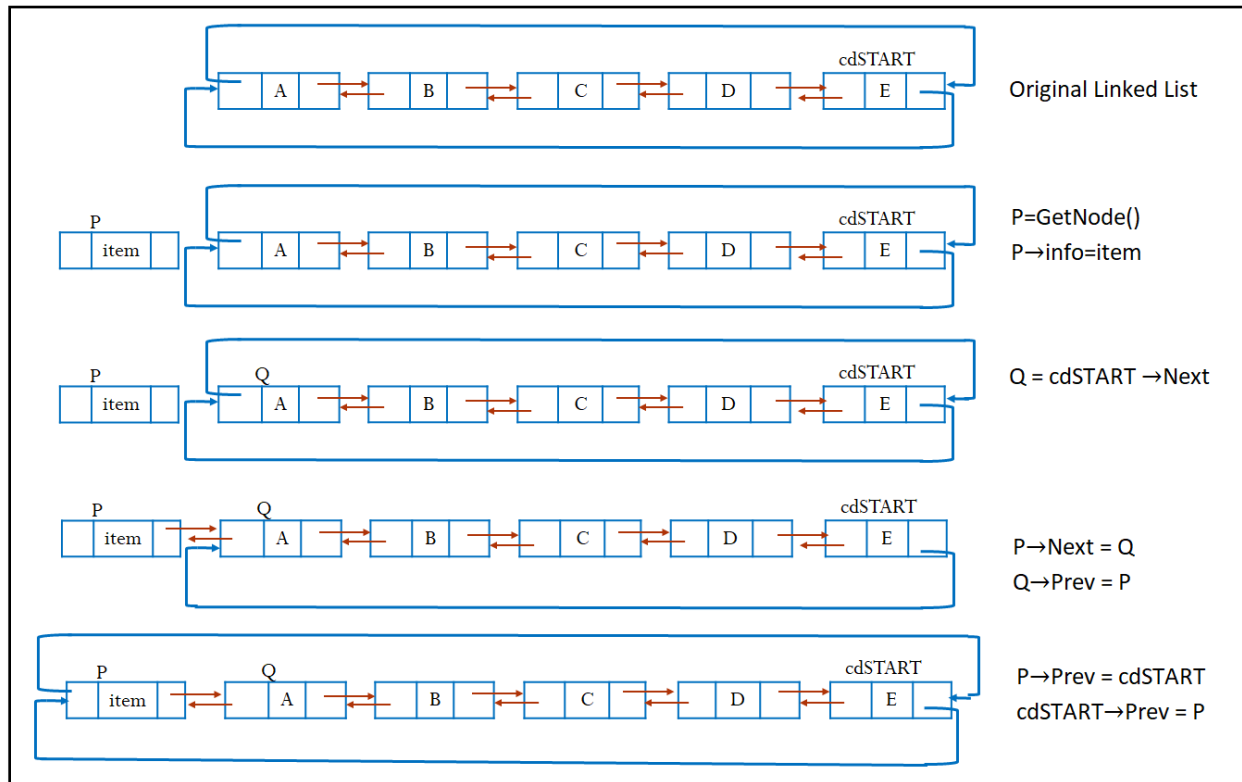 cdSTART
A B C D E
Original Linked List
P
cdSTART
item A B C D E
P=GetNode()
P→info=item
P Q cdSTART
item A B C D E
Q = cdSTART →Next
P Q cdSTART
item A B C D E
P→Next = Q
Q→Prev = P
P Q cdSTART
item A B C D E
P→Prev = cdSTART
cdSTART→Prev = P